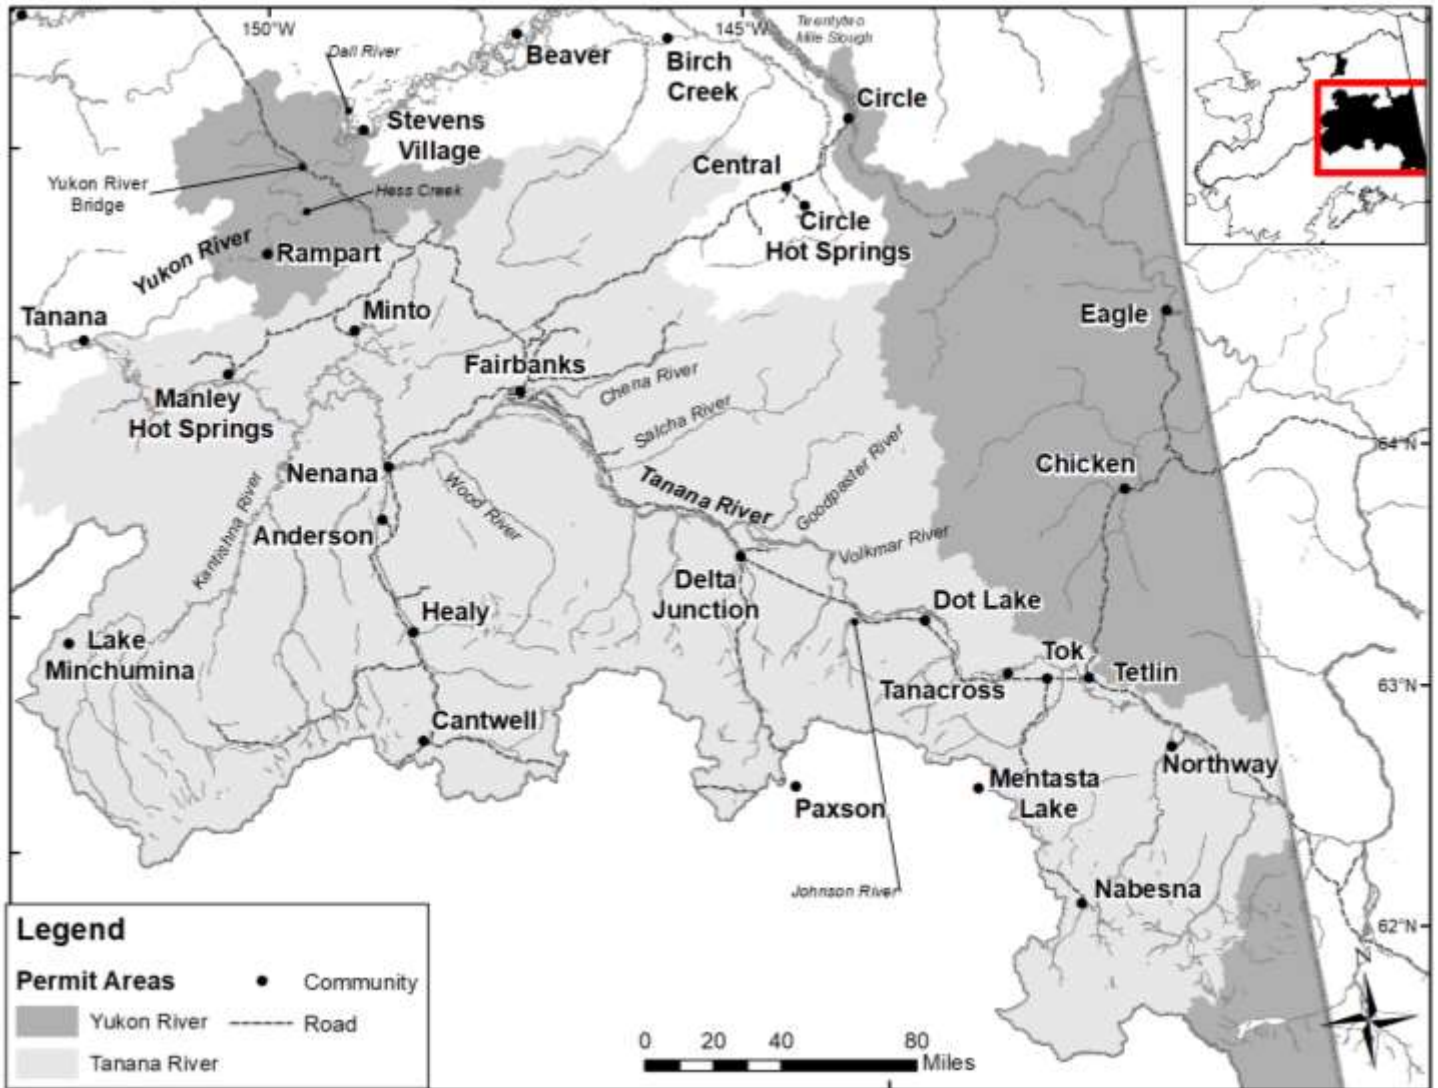 150°W
145°W
Twentytwo
Mile Slough
Dall River
Beaver
Birch
Creek
Circle
Stevens
Village
Central
Yukon River
Bridge
Hess Creek
Circle
Hot Springs
Yukon River
Rampart
Tanana
Minto
Eagle
Fairbanks
Chena River
Manley
Hot Springs
Salcha River
64°N
Nenana
Wood River
Tanana River
Goodpaster River
Chicken
Kantishna River
Anderson
Volkmar River
Delta
Junction
Dot Lake
Healy
Lake
Minchumina
Tok
Tetlin
Tanacross
63°N
Cantwell
Northway
Mentasta
Lake
Paxson
Johnson River
Nabesna
62°N
N
Legend
Permit Areas
Community
Yukon River
Road
Tanana River
0 20 40 80
Miles